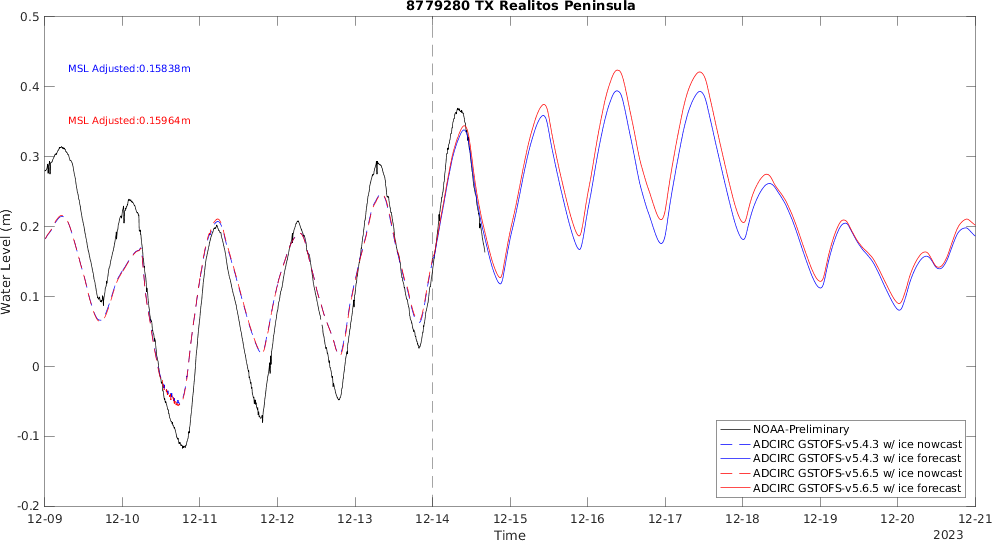 8779280 TX Realitos Peninsula
0.5
0.4
0.3
0.2
0.1
0
-0.1
-0.2
Water Level (m)
MSL Adjusted:0.15838m
MSL Adjusted:0.15964m
NOAA-Preliminary
ADCIRC GSTOFS-v5.4.3 w/ ice nowcast
ADCIRC GSTOFS-v5.4.3 w/ ice forecast
ADCIRC GSTOFS-v5.6.5 w/ ice nowcast
ADCIRC GSTOFS-v5.6.5 w/ ice forecast
12-09 12-10 12-11 12-12 12-13 12-14 12-15 12-16 12-17 12-18 12-19 12-20 12-21
Time
2023